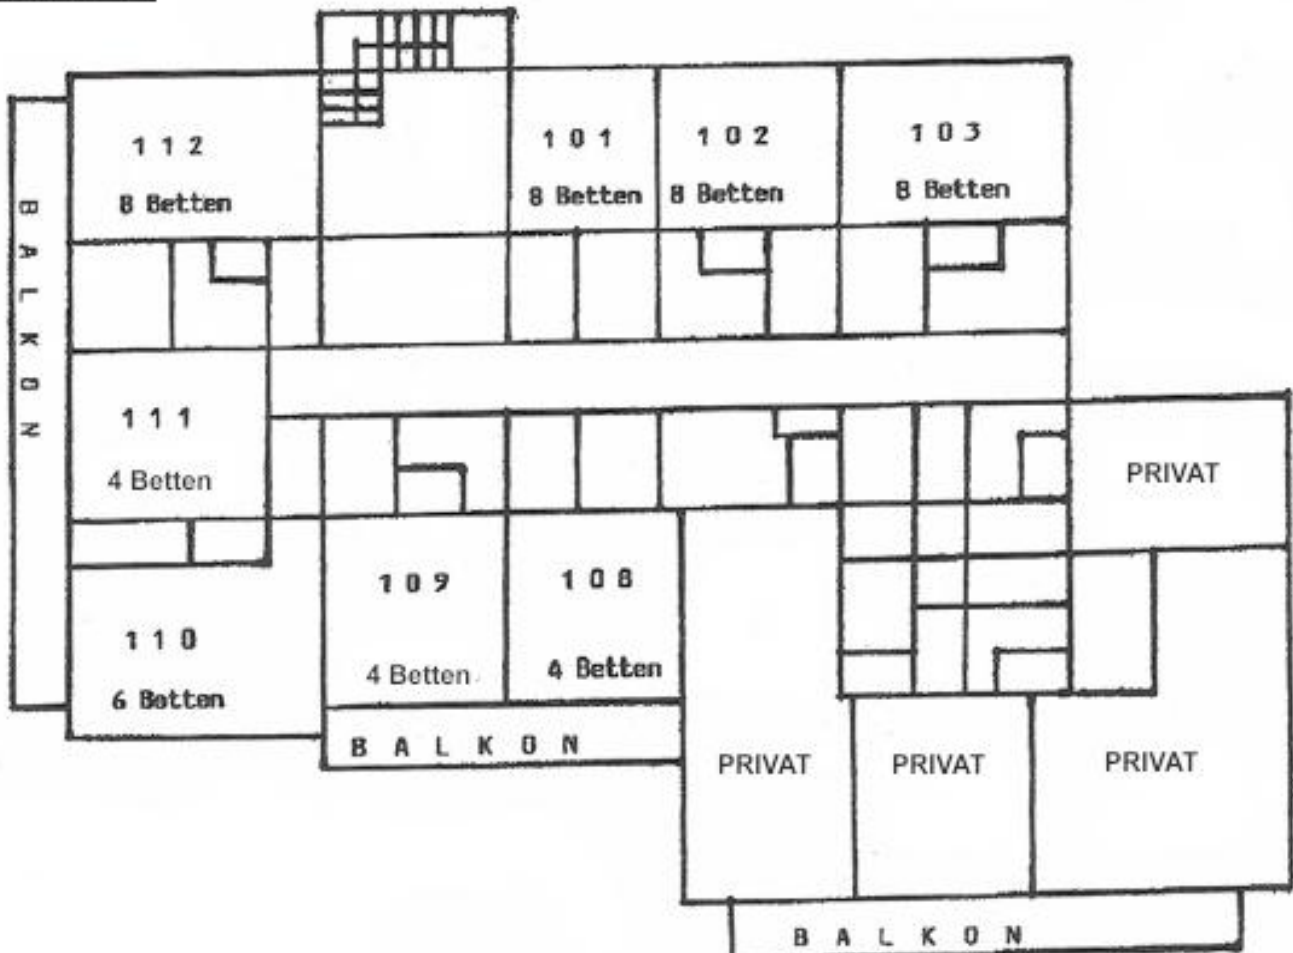 112
8 Betten
101
8 Betten
102
8 Betten
103
8 Betten
BALKON
111
4 Betten
PRIVAT
109
4 Betten
108
4 Betten
110
6 Betten
BALKON
PRIVAT
PRIVAT
PRIVAT
BALKON